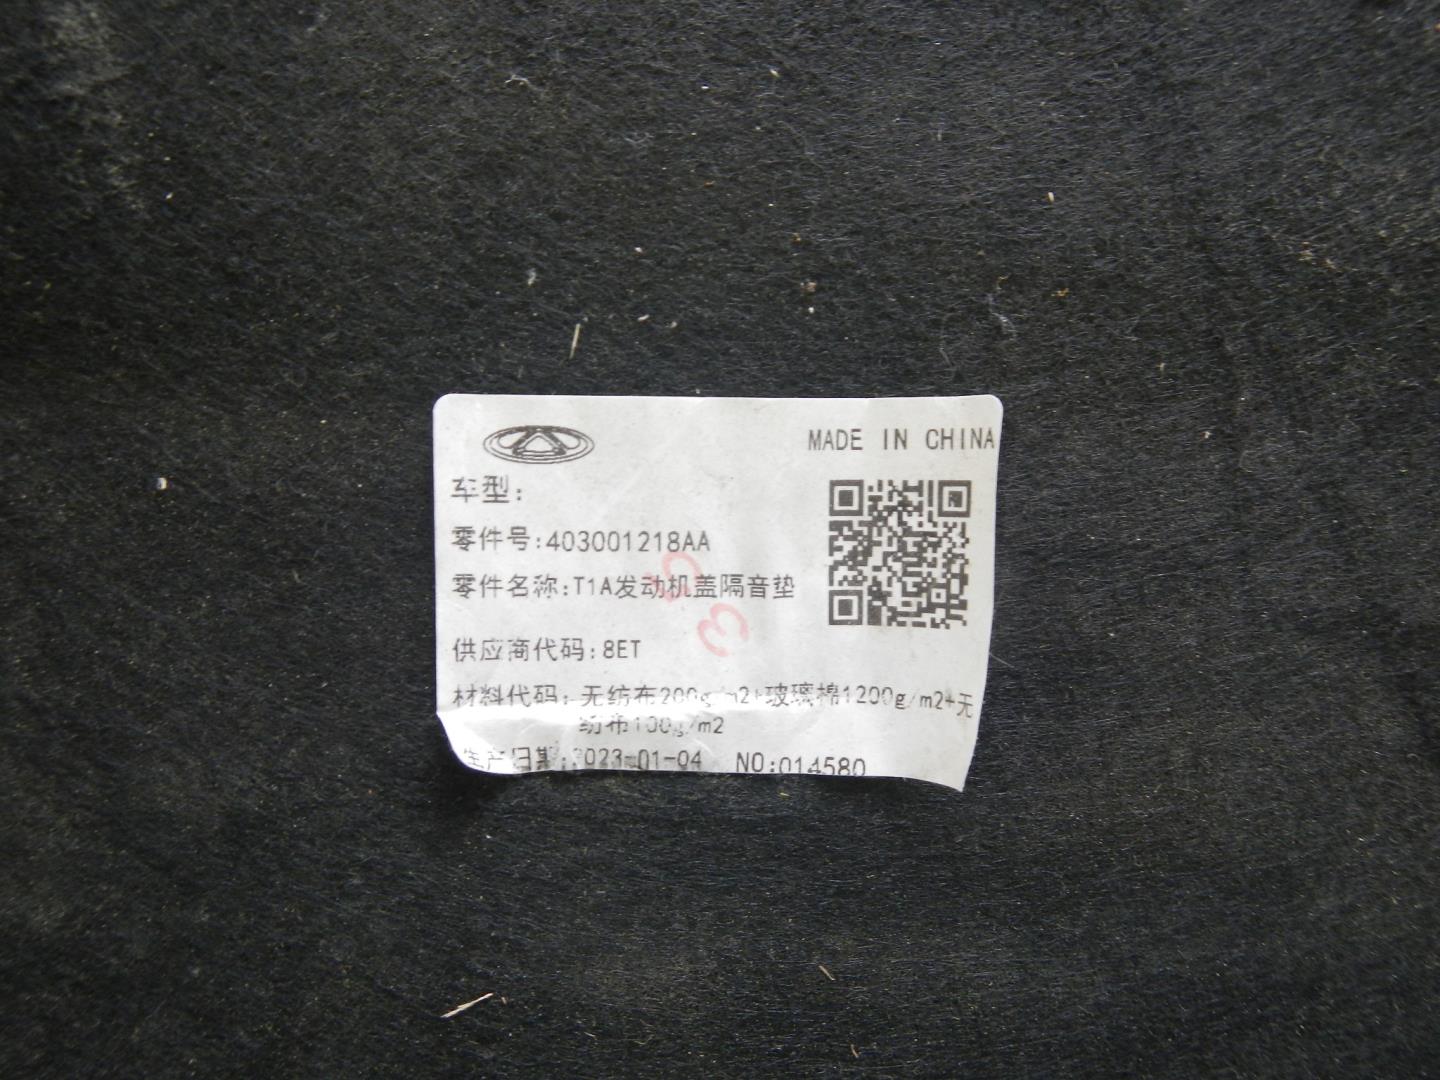 MADE IN CHINA
车型:
零件号:403001218AA
零件名称:T1A发动机盖隔音垫
供应商代码:8ET
材料代码:无纺布200g/m2+玻璃棉1200g/m2+无
纺布100g/m2
生产日期:2023-01-04 NO:014580